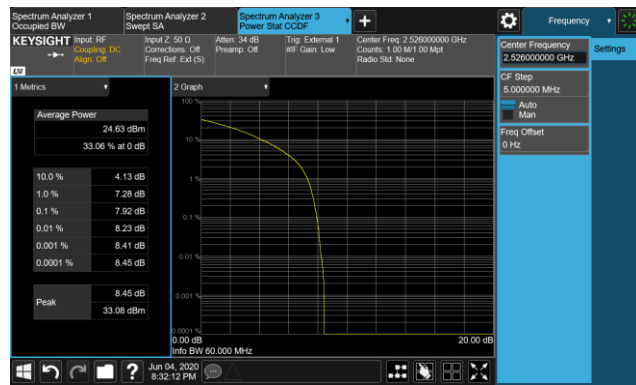 Spectrum Analyzer 1
Occupied BW
Spectrum Analyzer 2
Swept SA
Spectrum Analyzer 3
Power Stat CCDF
Frequency
KEYSIGHT
Input: RF
Coupling: DC
Align: Off
Input Z: 50 Ω
Corrections: Off
Freq Ref: Ext (S)
Atten: 34 dB
Preamp: Off
Trig: External 1
#IF Gain: Low
Center Freq: 2.526000000 GHz
Counts: 1.00 M/1.00 Mpt
Radio Std: None
LXI
Center Frequency
2.526000000 GHz
Settings
CF Step
5.000000 MHz
Auto
Man
Freq Offset
0 Hz
1 Metrics
Average Power
24.63 dBm
33.06 % at 0 dB
10.0 % 4.13 dB
1.0 % 7.28 dB
0.1 % 7.92 dB
0.01 % 8.23 dB
0.001 % 8.41 dB
0.0001 % 8.45 dB
Peak
8.45 dB
33.08 dBm
2 Graph
100 %
10 %
1 %
0.1 %
0.01 %
0.001 %
0.0001 %
0.00 dB
20.00 dB
Info BW 60.000 MHz
Jun 04, 2020
8:32:12 PM